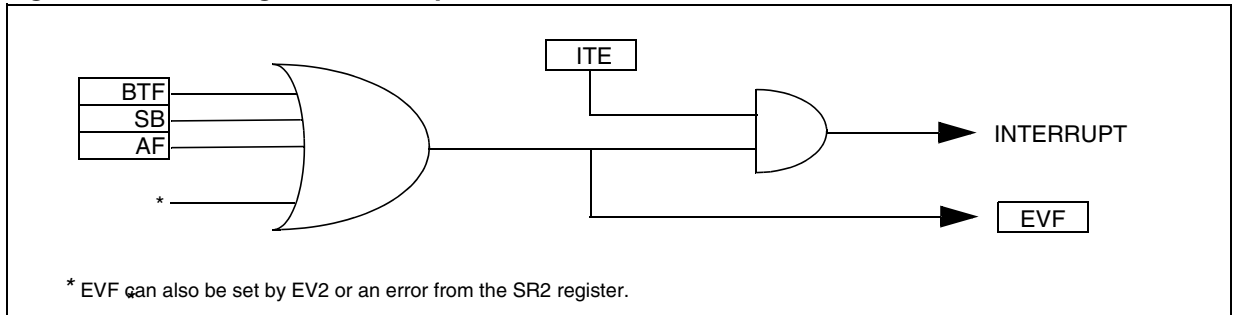 ITE
BTF
SB
AF
*
INTERRUPT
EVF
* EVF can also be set by EV2 or an error from the SR2 register.
*